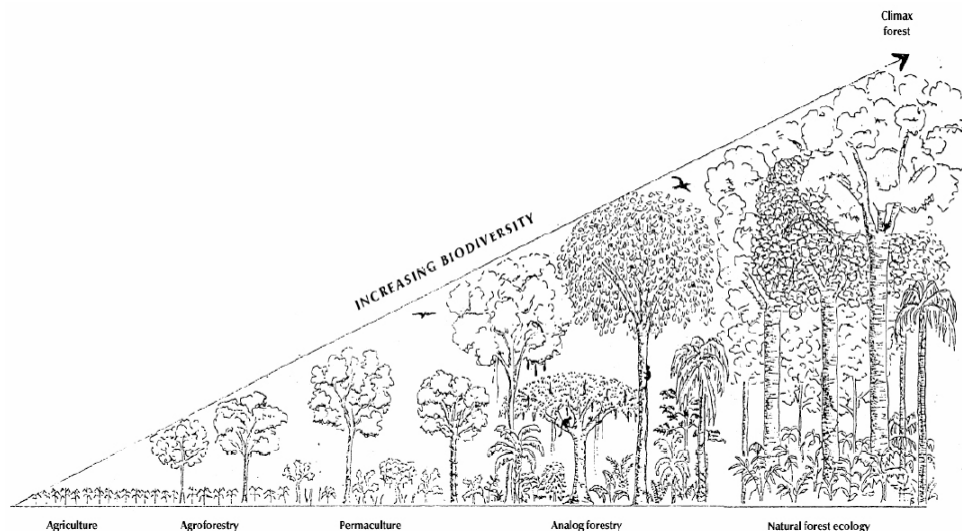 Climax
forest
INCREASING BIODIVERSITY
Agriculture
Agroforestry
Permaculture
Analog forestry
Natural forest ecology